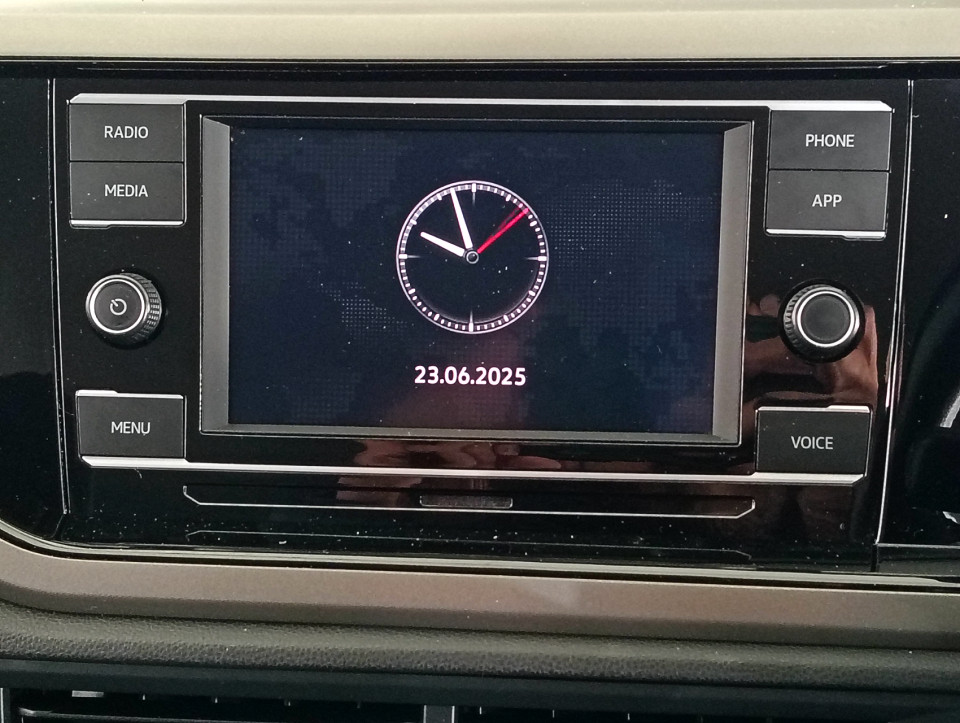 RADIO
MEDIA
PHONE
APP
23.06.2025
MENU
VOICE